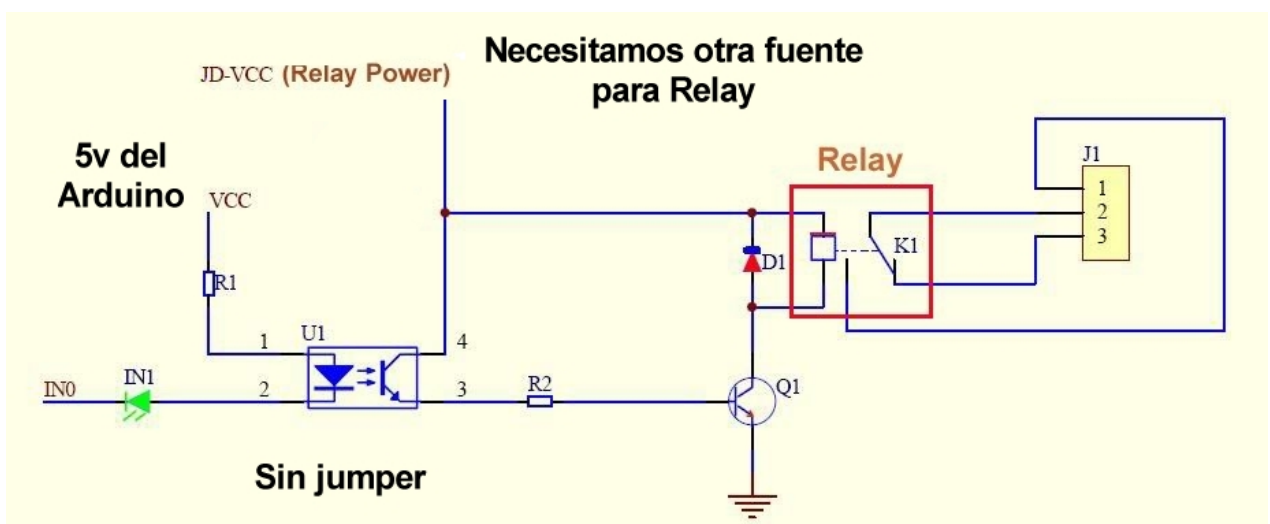 Necesitamos otra fuente
para Relay
JD-VCC (Relay Power)
5v del
Arduino
VCC
Relay
J1
1
2
3
K1
D1
R1
U1
1
4
IN0
IN1
2
3
R2
Q1
Sin jumper